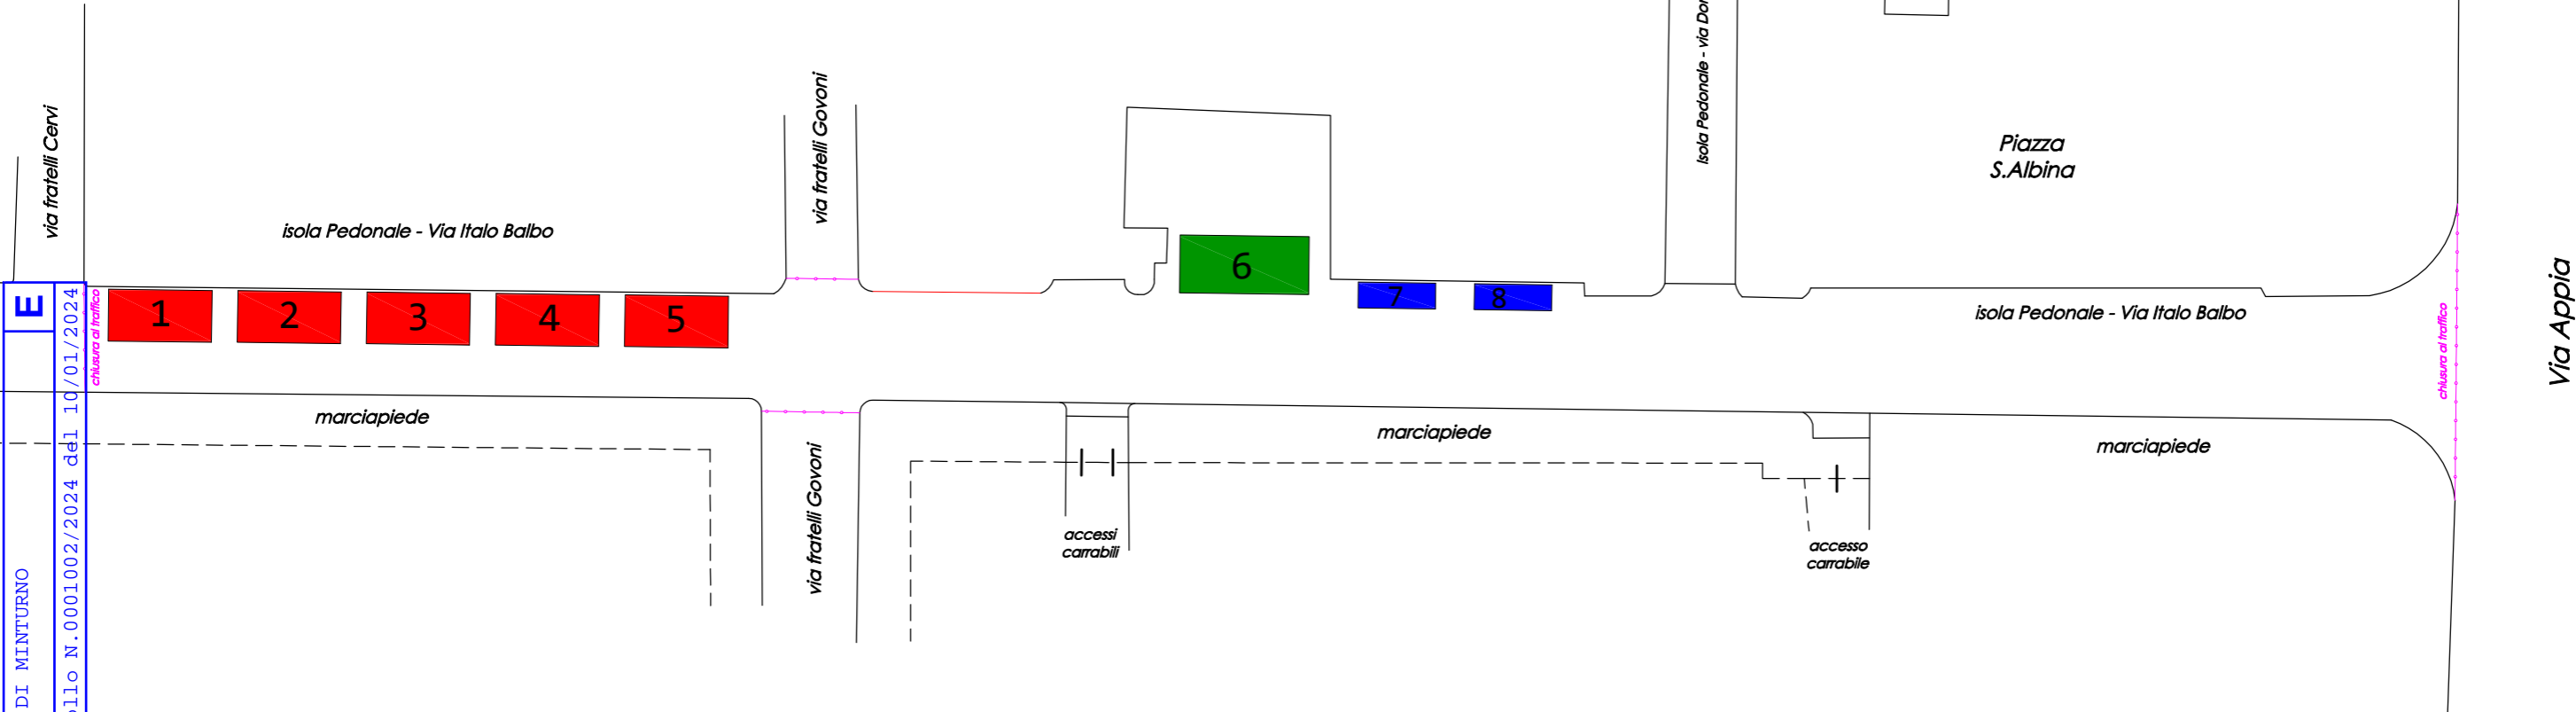 via fratelli Cervi
via fratelli Govoni
Isola Pedonale - via
Piazza
S.Albina
isola Pedonale - Via Italo Balbo
isola Pedonale - Via Italo Balbo
Via Appia
E
chiusura al traffico
1
2
3
4
5
6
7
8
chiusura al traffico
marciapiede
marciapiede
marciapiede
via fratelli Govoni
accessi
carrabili
accesso
carrabile
DI MINTURNO
N.0001002/2024 del 10/01/2024